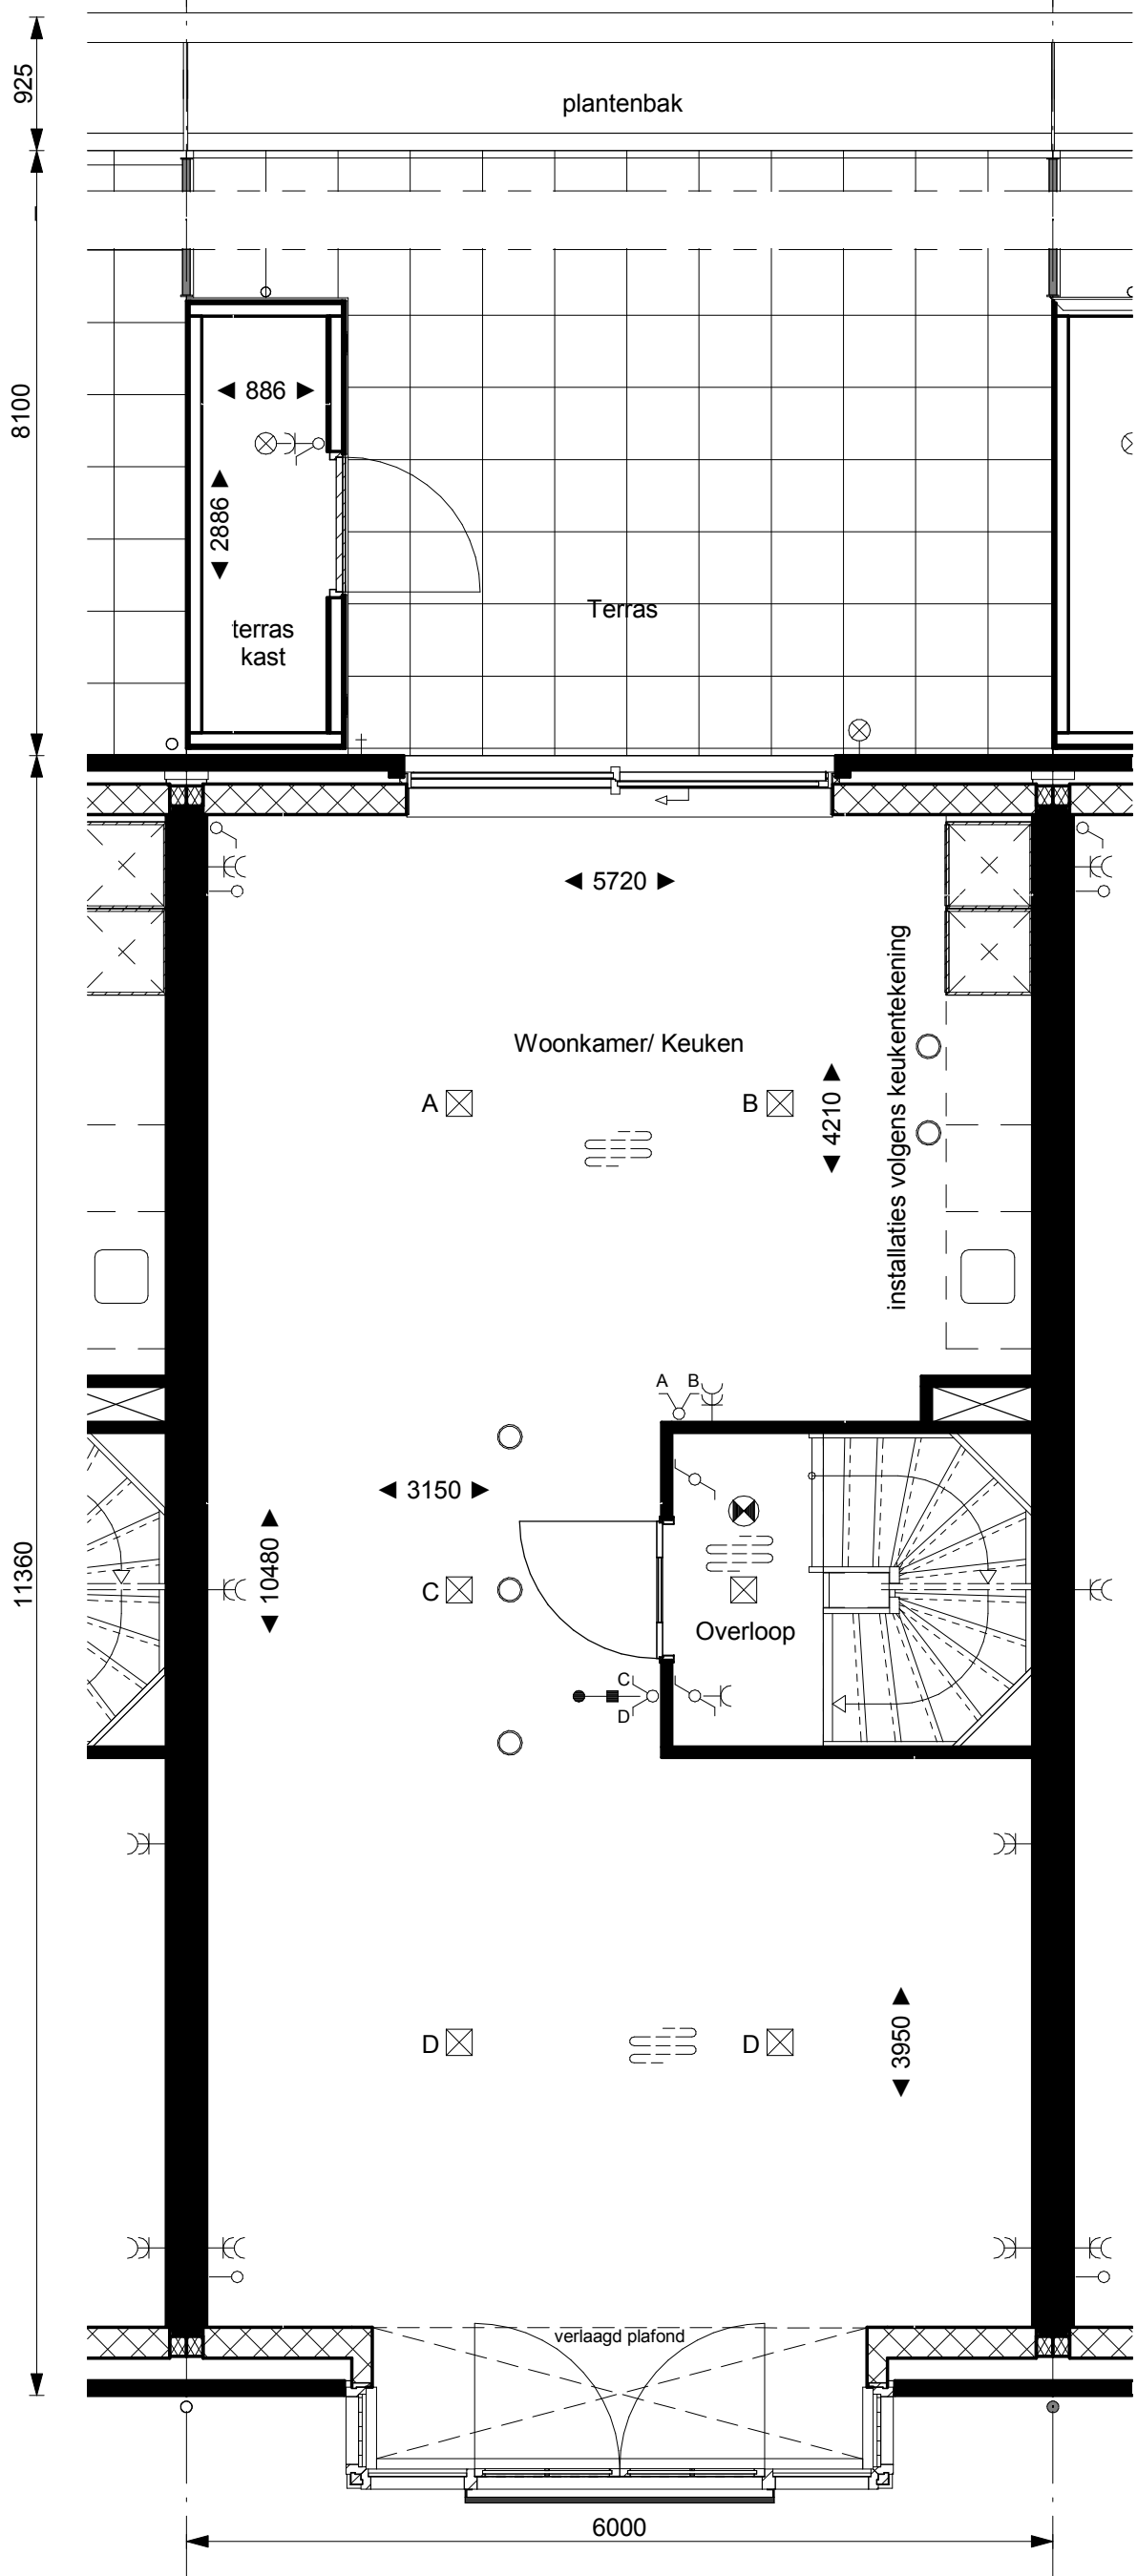 925
plantenbak
8100
886
2886
terras
kast
Terras
5720
installaties volgens keukentekening
Woonkamer/ Keuken
A
B
4210
A B
3150
11360
10480
C
Overloop
C
D
D
D
3950
verlaagd plafond
6000